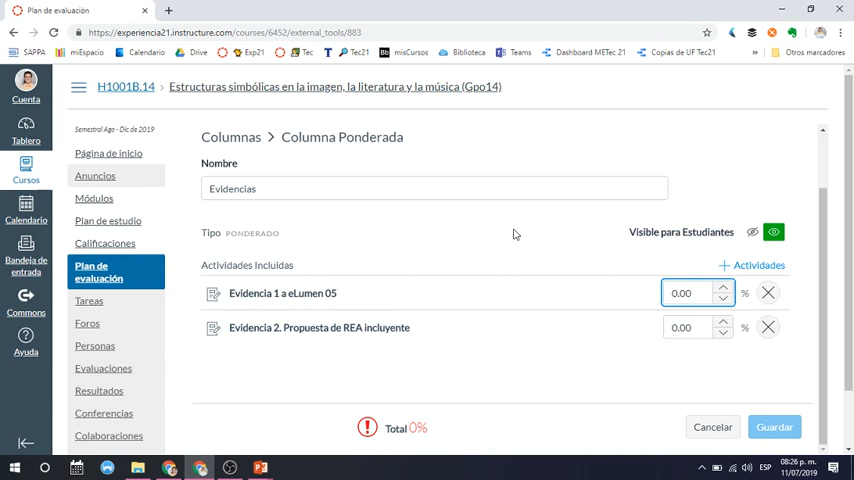 Plan de evaluación
https://experiencia21.instructure.com/courses/6452/external_tools/883
SAPPA
miEspacio
Calendario
Drive
Exp21
Tec
Tec21
misCursos
Biblioteca
Teams
Dashboard METec 21
Copias de UF Tec21
»
Otros marcadores
Cuenta
Tablero
Cursos
Calendario
Bandeja de
entrada
Commons
Ayuda
H1001B.14 > Estructuras simbólicas en la imagen, la literatura y la música (Gpo14)
Semestral Ago - Dic de 2019
Página de inicio
Anuncios
Módulos
Plan de estudio
Calificaciones
Plan de
evaluación
Tareas
Foros
Personas
Evaluaciones
Resultados
Conferencias
Colaboraciones
Columnas > Columna Ponderada
Nombre
Evidencias
Tipo PONDERADO
Visible para Estudiantes
Actividades Incluidas
+ Actividades
Evidencia 1 a eLumen 05
0.00 %
Evidencia 2. Propuesta de REA incluyente
0.00 %
Total 0%
Cancelar
Guardar
ESP
08:26 p. m.
11/07/2019